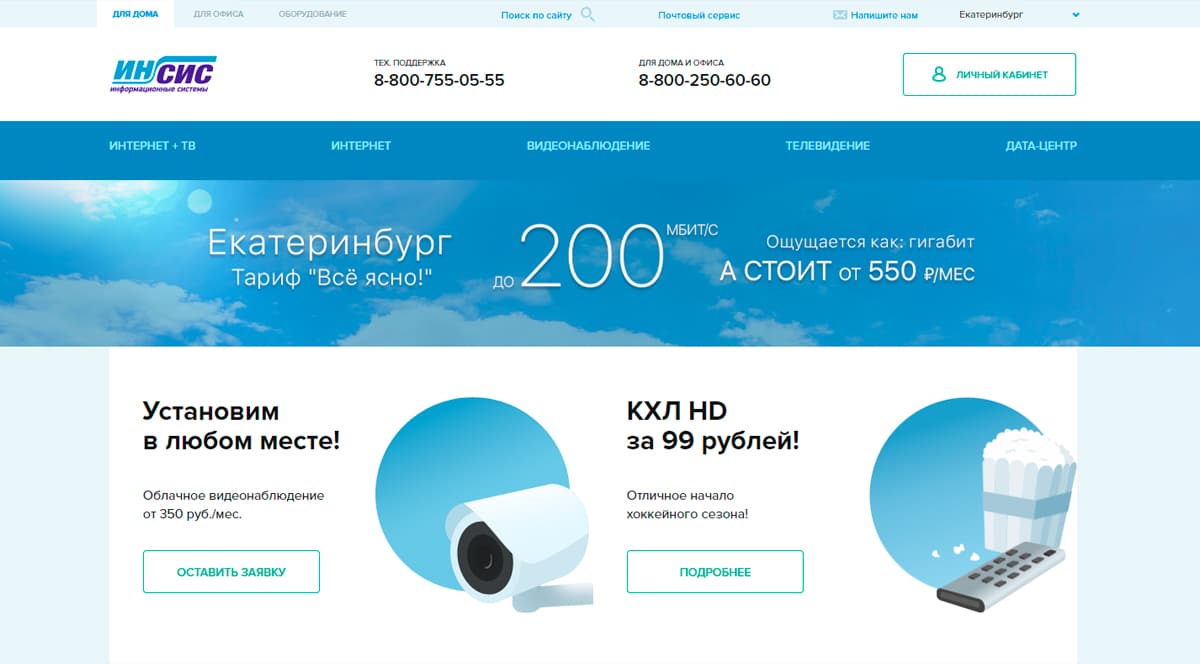 ДЛЯ ДОМА
ДЛЯ ОФИСА
ОБОРУДОВАНИЕ
Поиск по сайту
Почтовый сервис
Напишите нам
Екатеринбург
ИНСИС
информационные системы
ТЕХ. ПОДДЕРЖКА
8-800-755-05-55
ДЛЯ ДОМА И ОФИСА
8-800-250-60-60
ЛИЧНЫЙ КАБИНЕТ
ИНТЕРНЕТ + ТВ
ИНТЕРНЕТ
ВИДЕОНАБЛЮДЕНИЕ
ТЕЛЕВИДЕНИЕ
ДАТА-ЦЕНТР
Екатеринбург
Тариф "Всё ясно!"
ДО 200 МБИТ/С
Ощущается как: гигабит
А СТОИТ ОТ 550 ₽/МЕС
Установим
в любом месте!
Облачное видеонаблюдение
от 350 руб./мес.
ОСТАВИТЬ ЗАЯВКУ
КХЛ HD
за 99 рублей!
Отличное начало
хоккейного сезона!
ПОДРОБНЕЕ